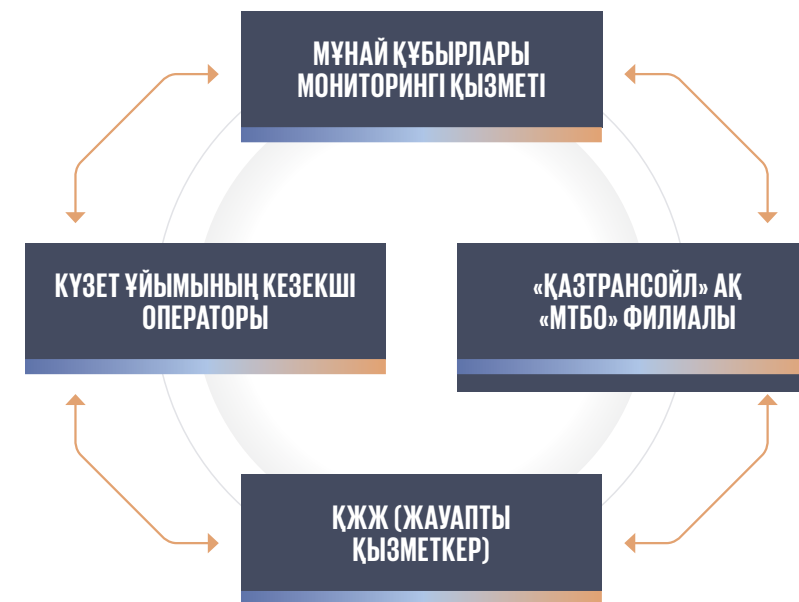 МҰНАЙ ҚҰБЫРЛАРЫ
МОНИТОРИНГІ ҚЫЗМЕТІ
КҮЗЕТ ҰЙЫМЫНЫҢ КЕЗЕКШІ
ОПЕРАТОРЫ
«ҚАЗТРАНСОЙЛ» АҚ
«МТБО» ФИЛИАЛЫ
ҚЖЖ (ЖАУАПТЫ
ҚЫЗМЕТКЕР)